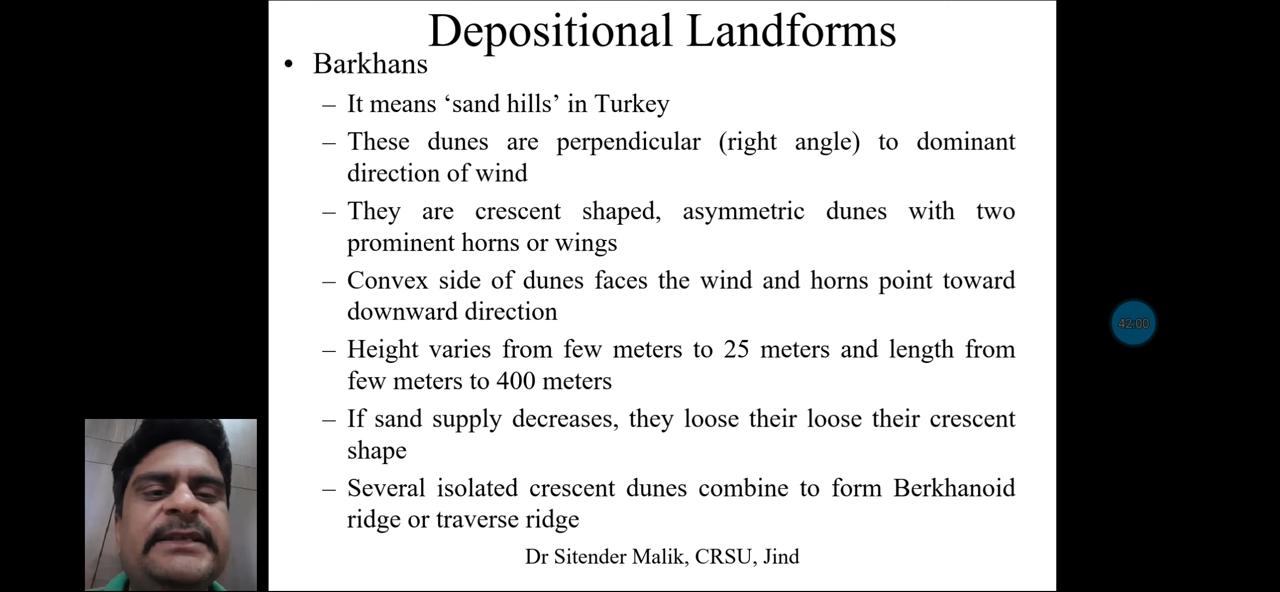 Depositional Landforms
• Barkhans
– It means ‘sand hills’ in Turkey
– These dunes are perpendicular (right angle) to dominant
direction of wind
– They are crescent shaped, asymmetric dunes with two
prominent horns or wings
– Convex side of dunes faces the wind and horns point toward
downward direction
– Height varies from few meters to 25 meters and length from
few meters to 400 meters
– If sand supply decreases, they loose their loose their crescent
shape
– Several isolated crescent dunes combine to form Berkhanoid
ridge or traverse ridge
Dr Sitender Malik, CRSU, Jind
42:00